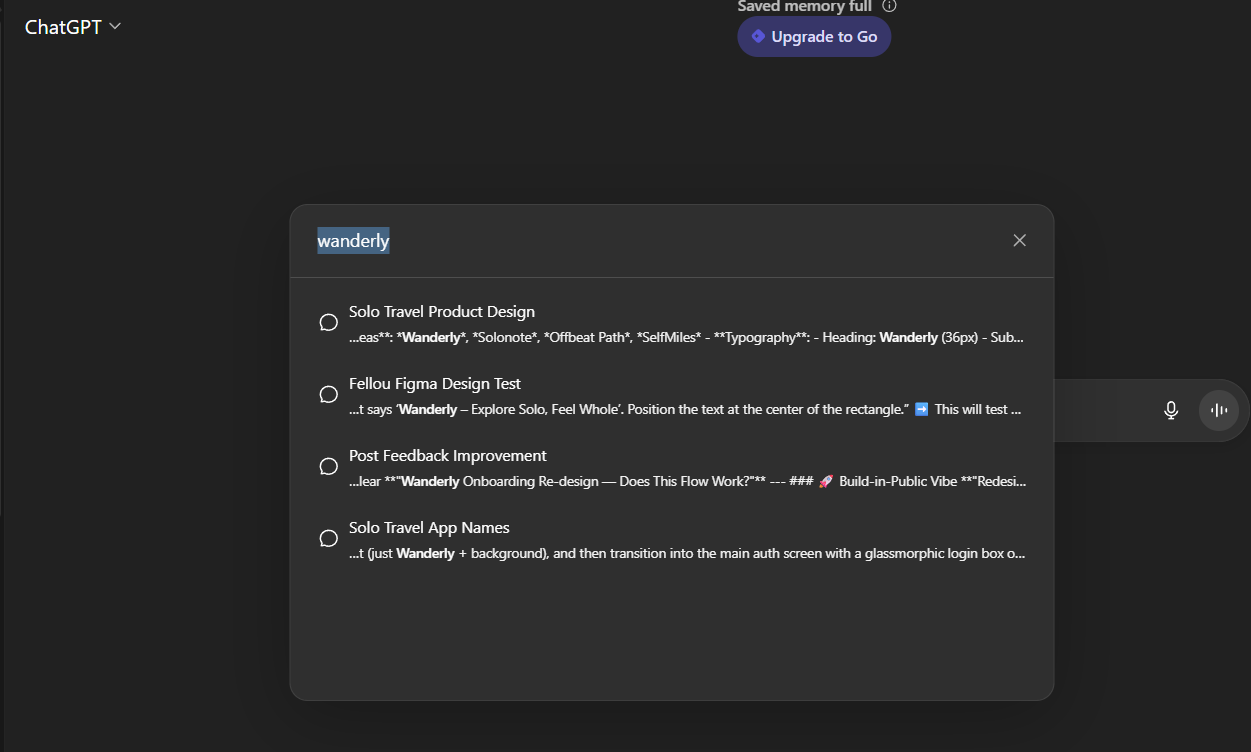 ChatGPT
Saved memory full
Upgrade to Go
wanderly
Solo Travel Product Design
...eas**: *Wanderly*, *Solonote*, *Offbeat Path*, *SelfMiles* - **Typography**: - Heading: Wanderly (36px) - Sub...
Fellou Figma Design Test
...t says ‘Wanderly – Explore Solo, Feel Whole’. Position the text at the center of the rectangle.” ➡️ This will test ...
Post Feedback Improvement
...lear **"Wanderly Onboarding Re-design — Does This Flow Work?"** --- ### 🚀 Build-in-Public Vibe **"Redesi...
Solo Travel App Names
...t (just Wanderly + background), and then transition into the main auth screen with a glassmorphic login box o...